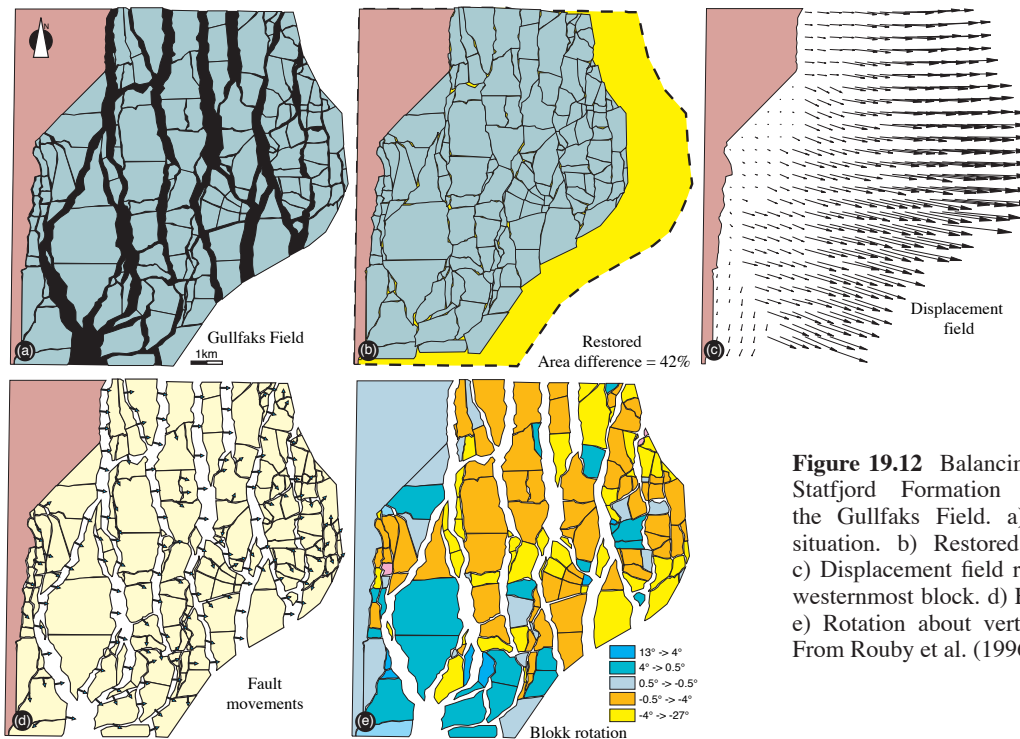 N
(a)
Gullfaks Field
1km
(b)
Restored
Area difference = 42%
(c)
Displacement
field
(d)
Fault
movements
(e)
13° -> 4°
4° -> 0.5°
0.5° -> -0.5°
-0.5° -> -4°
-4° -> -27°
Blokk rotation
Figure 19.12 Balancin
Statfjord Formation
the Gullfaks Field. a)
situation. b) Restored
c) Displacement field r
westernmost block. d) F
e) Rotation about vert
From Rouby et al. (1996